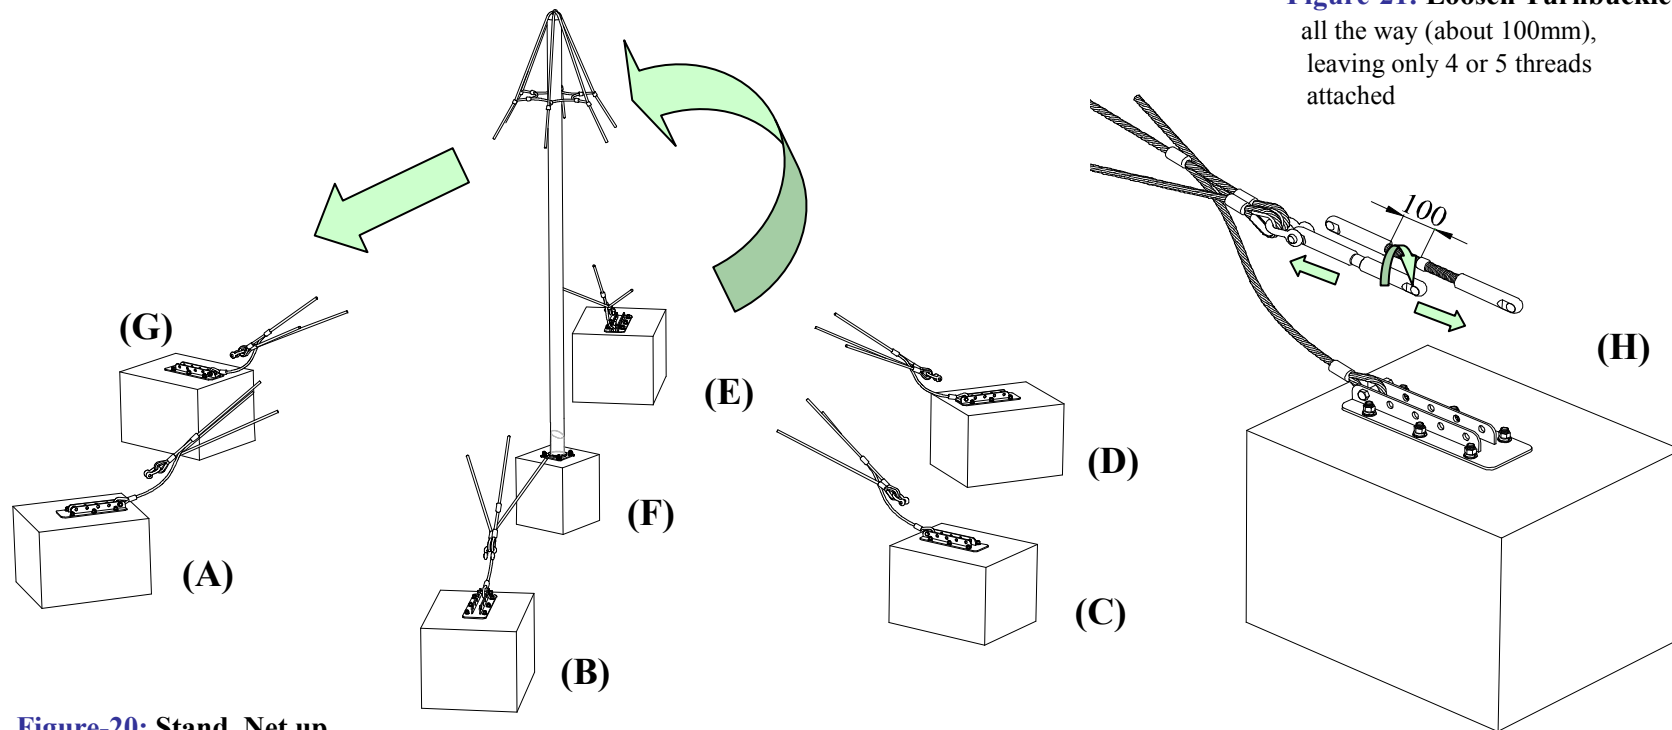 Figure-21: Loosen Turnbuckle
all the way (about 100mm),
leaving only 4 or 5 threads
attached
100
(G)
(H)
(E)
(D)
(F)
(A)
(C)
(B)
Figure-20: Stand Net up